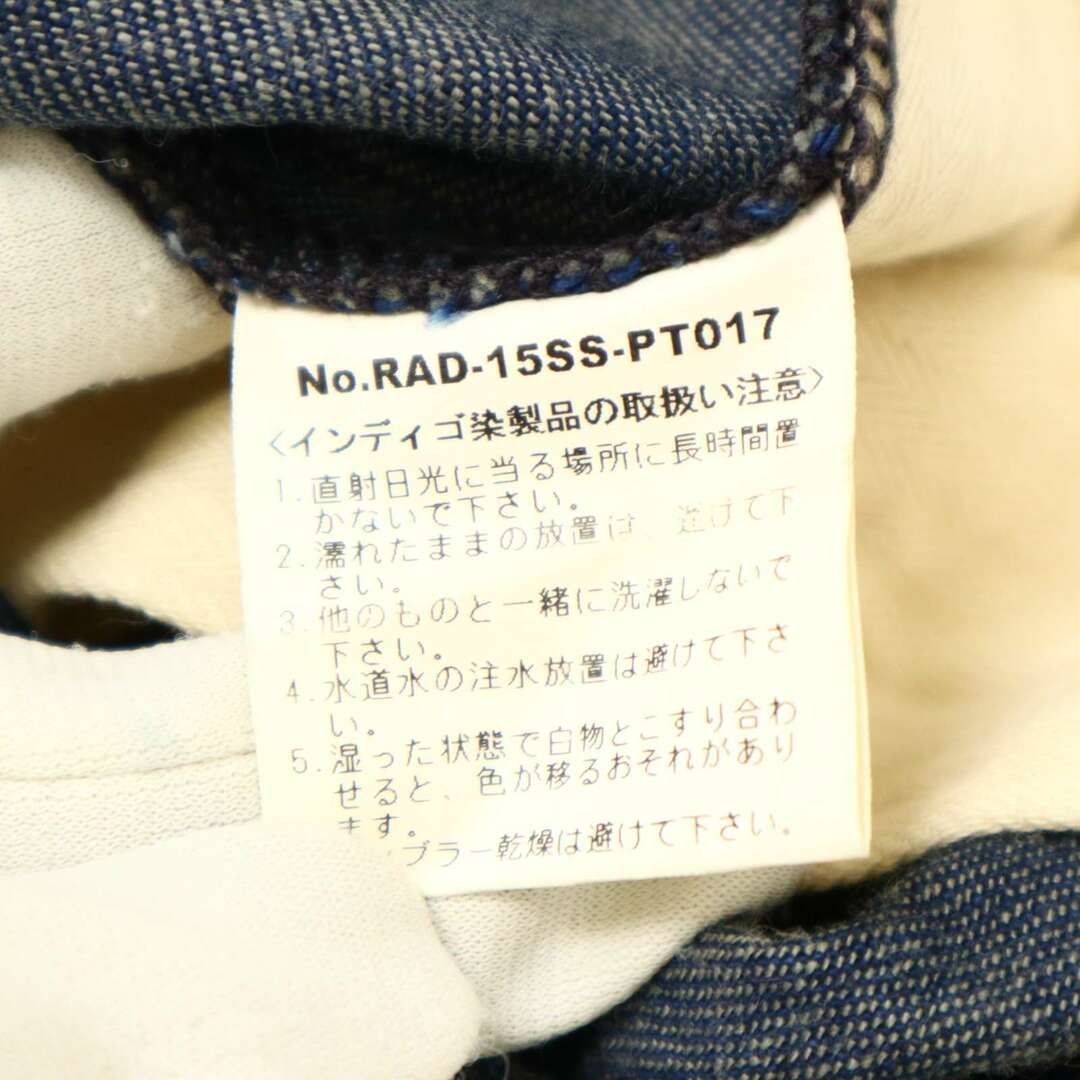 No.RAD-15SS-PT017
<インディゴ染製品の取扱い注意>
1.直射日光に当る場所に長時間置
かないで下さい。
2.濡れたままの放置は、避けて下
さい。
3.他のものと一緒に洗濯しないで
下さい。
4.水道水の注水放置は避けて下さ
い。
5.湿った状態で白物とこすり合わ
せると、色が移るおそれがあり
ます。
ブラー乾燥は避けて下さい。